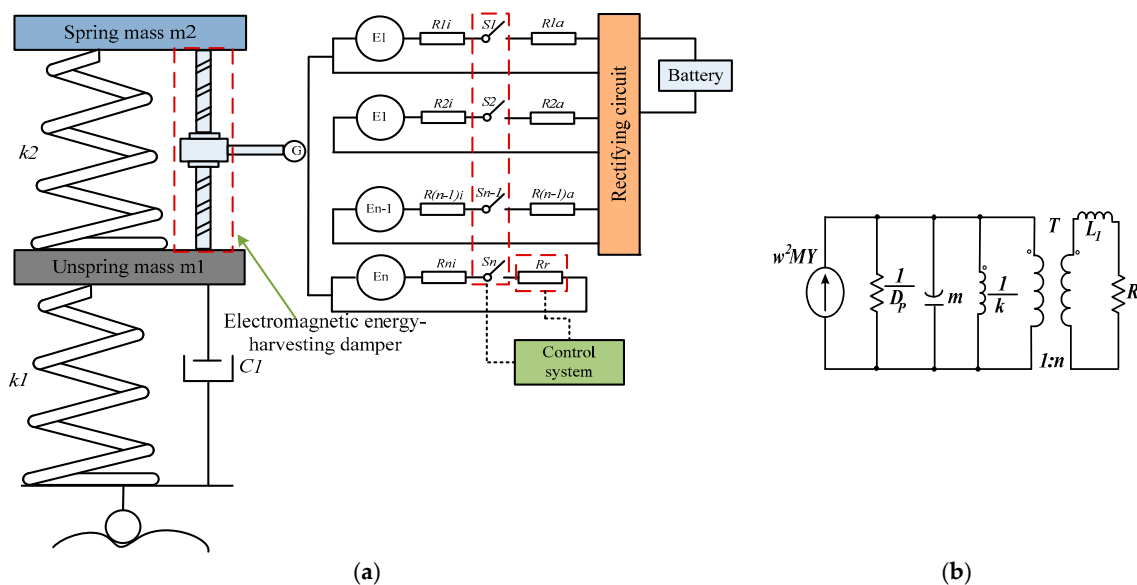 Spring mass m2
k2
G
Unspring mass m1
Electromagnetic energy-
harvesting damper
k1
C1
E1
R1i
S1
R1a
E1
R2i
S2
R2a
En-1
R(n-1)i
Sn-1
R(n-1)a
En
Rni
Sn
Rr
Rectifying circuit
Battery
Control
system
(a)
w²MY
1
D_P
m
1
k
T
1:n
L_I
R
(b)